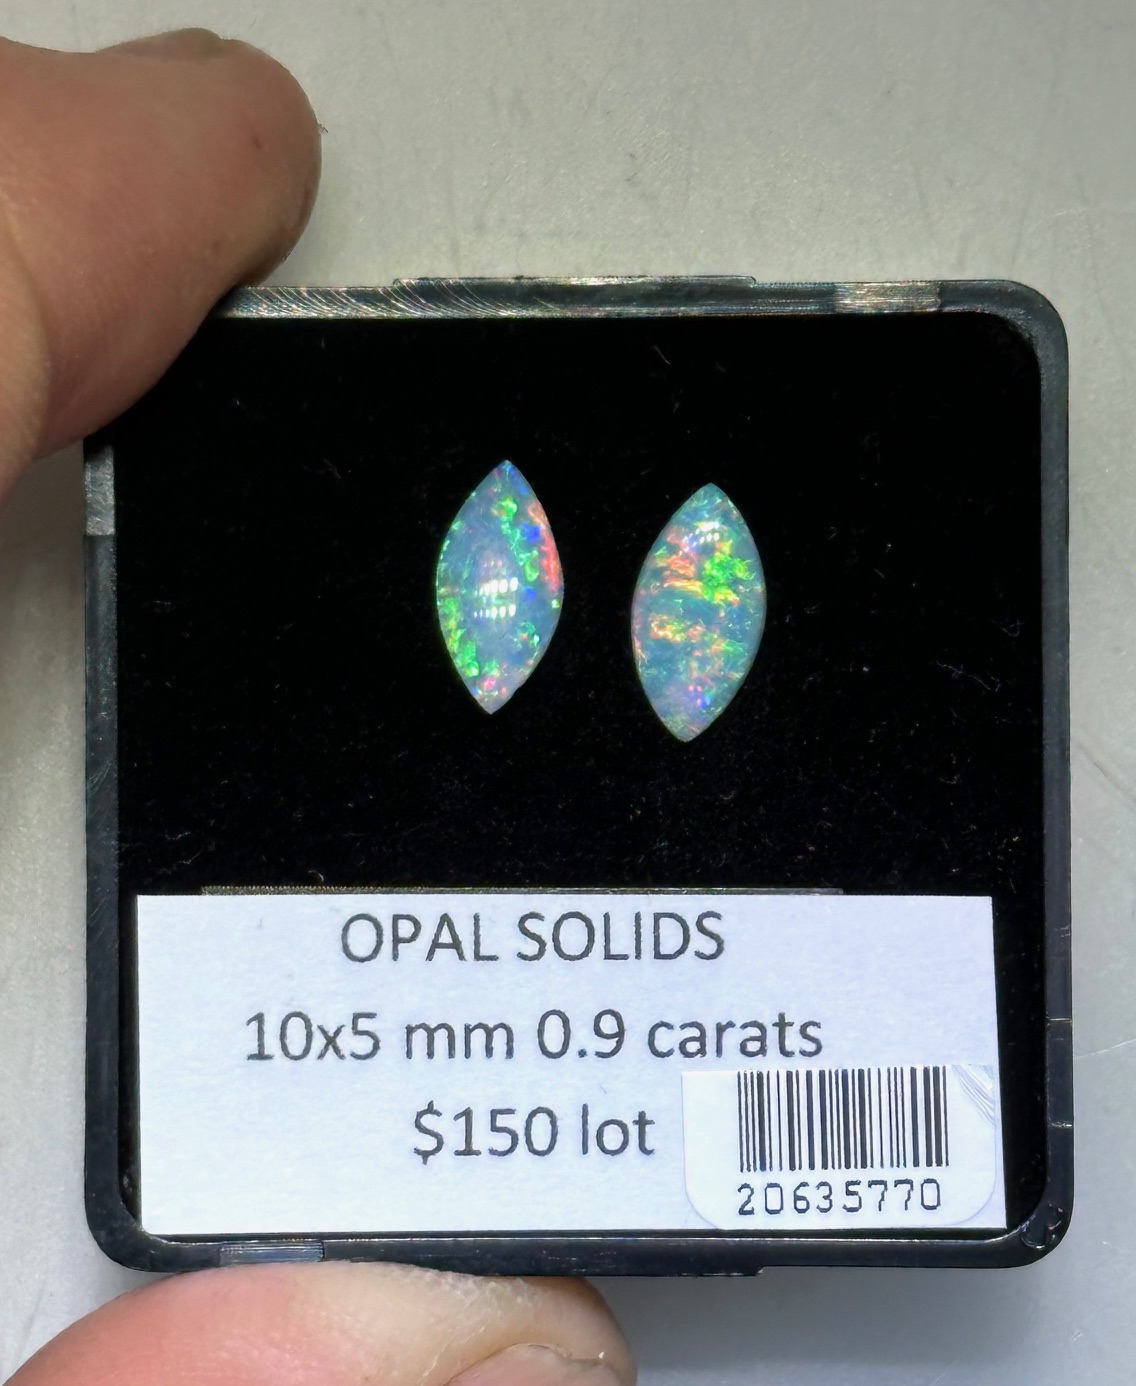 OPAL SOLIDS
10x5 mm 0.9 carats
$150 lot
20635770